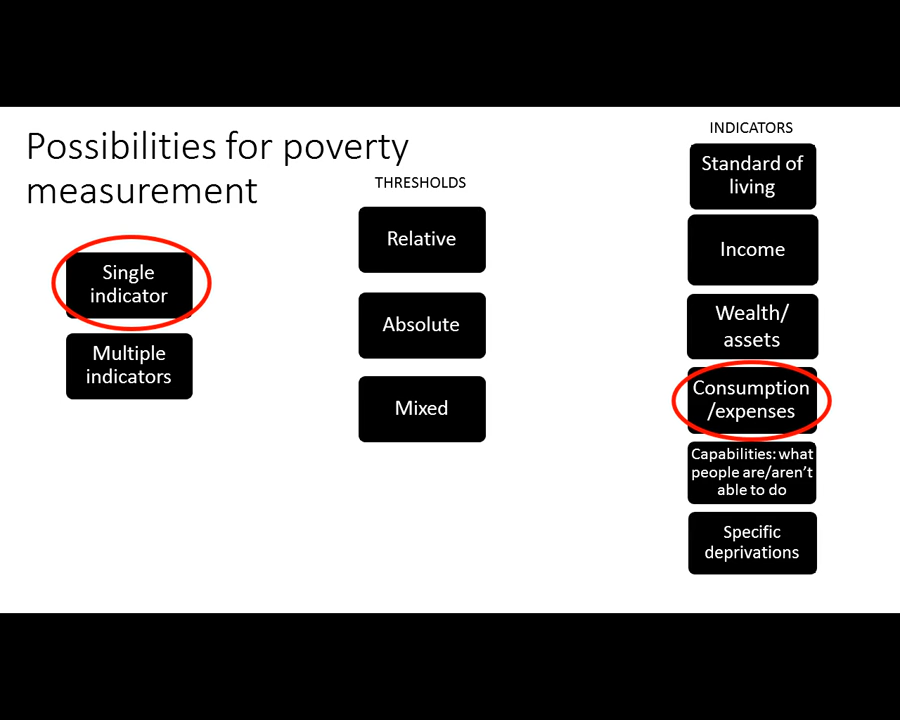 Possibilities for poverty
measurement
Single
indicator
Multiple
indicators
THRESHOLDS
Relative
Absolute
Mixed
INDICATORS
Standard of
living
Income
Wealth/
assets
Consumption
/expenses
Capabilities: what
people are/aren't
able to do
Specific
deprivations